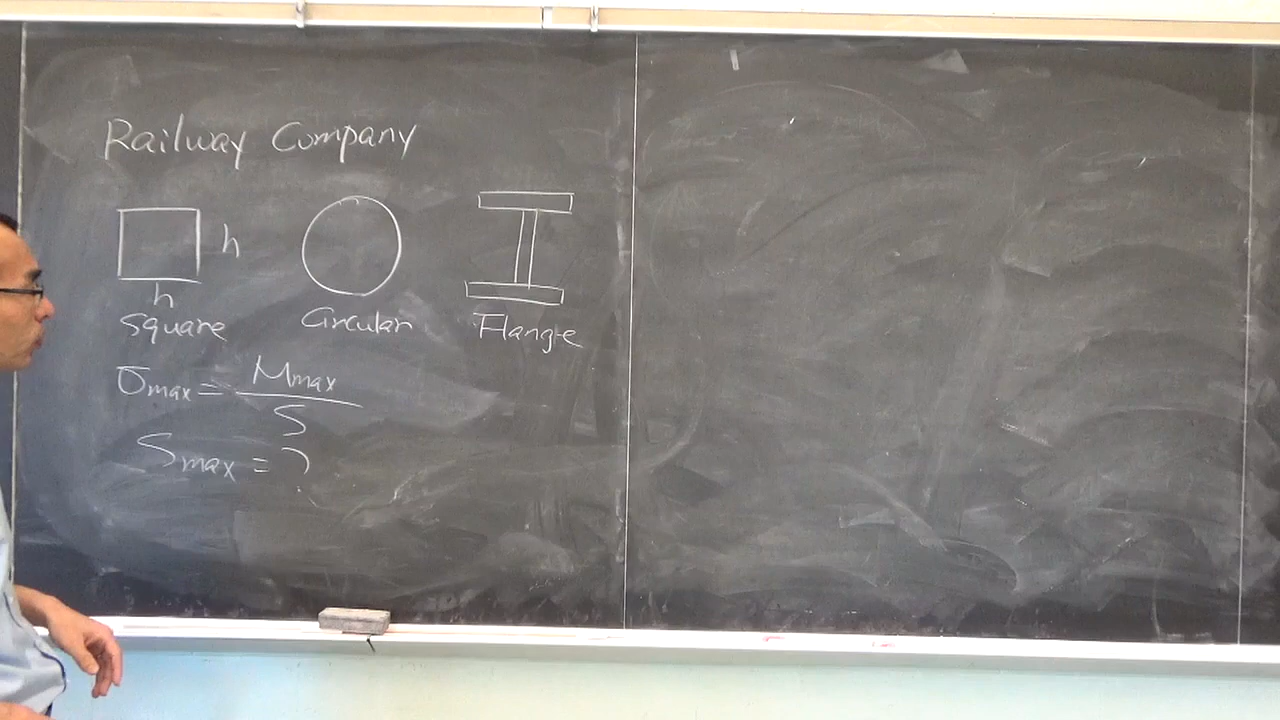 Railway Company
h
h
square
Circular
Flange
σmax = Mmax / S
Smax = ?